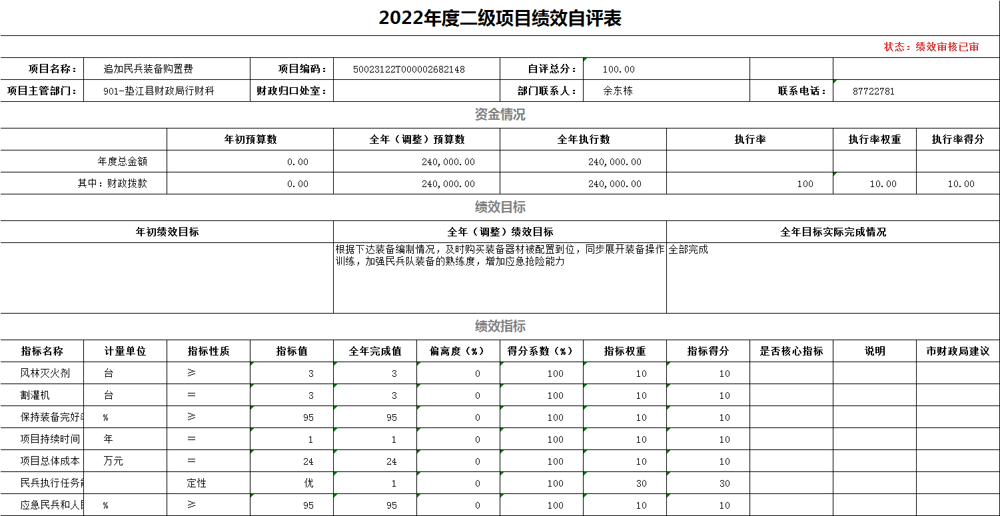 2022年度二级项目绩效自评表
状态：绩效审核已审
项目名称： 追加民兵装备购置费 项目编码： 50023122T000002682148 自评总分： 100.00
项目主管部门： 901-垫江县财政局行财科 财政归口处室： 部门联系人： 余东栋 联系电话： 87722781
资金情况
年初预算数 全年（调整）预算数 全年执行数 执行率 执行率权重 执行率得分
年度总金额 0.00 240,000.00 240,000.00
其中：财政拨款 0.00 240,000.00 240,000.00 100 10.00 10.00
绩效目标
年初绩效目标 全年（调整）绩效目标 全年目标实际完成情况
根据下达装备编制情况，及时购买装备器材被配置到位，同步展开装备操作 全部完成
训练，加强民兵队装备的熟练度，增加应急抢险能力
绩效指标
指标名称 计量单位 指标性质 指标值 全年完成值 偏离度（%） 得分系数（%） 指标权重 指标得分 是否核心指标 说明 市财政局建议
风林灭火剂 台 ≥ 3 3 0 100 10 10
割灌机 台 ＝ 3 3 0 100 10 10
保持装备完好 % ≥ 95 95 0 100 10 10
项目持续时间 年 ＝ 1 1 0 100 10 10
项目总体成本 万元 ＝ 24 24 0 100 10 10
民兵执行任务 定性 优 1 0 100 30 30
应急民兵和人 % ≥ 95 95 0 100 10 10